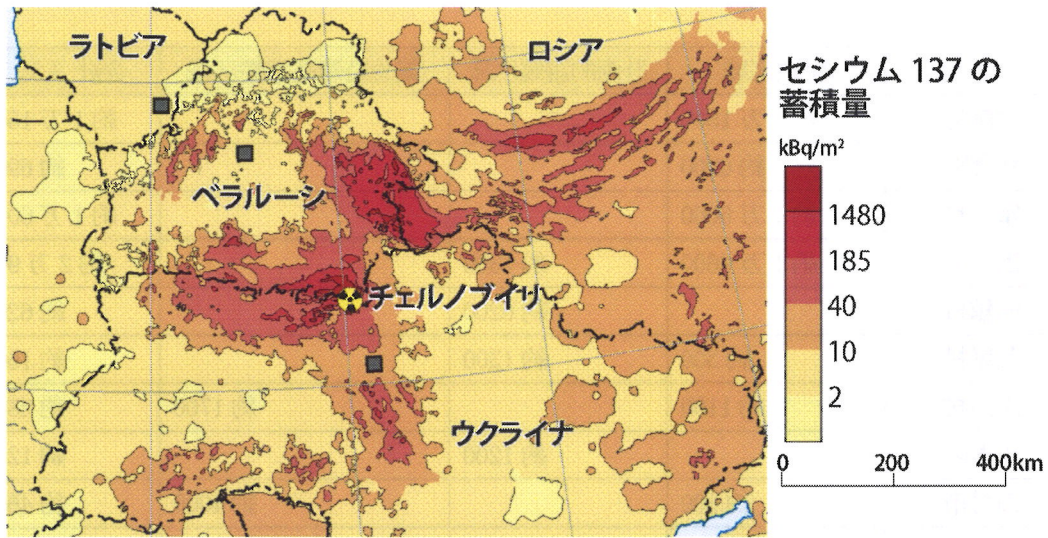 ラトビア
ロシア
ベラルーシ
チェルノブイリ
ウクライナ
セシウム 137 の
蓄積量
kBq/m²
1480
185
40
10
2
0 200 400km